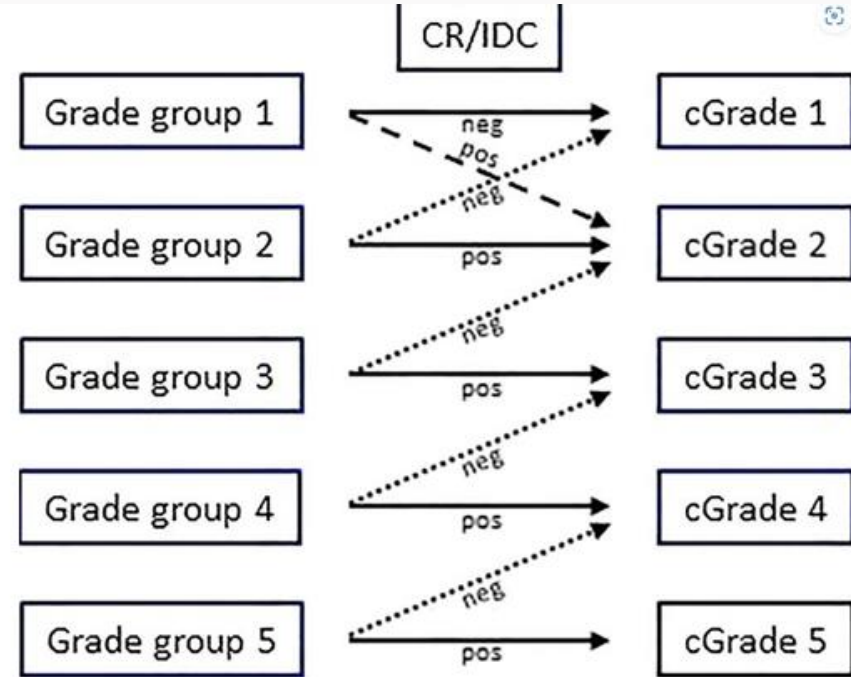 CR/IDC
Grade group 1
neg
cGrade 1
pos
Grade group 2
neg
cGrade 2
pos
Grade group 3
neg
cGrade 3
pos
Grade group 4
neg
cGrade 4
pos
Grade group 5
neg
cGrade 5
pos